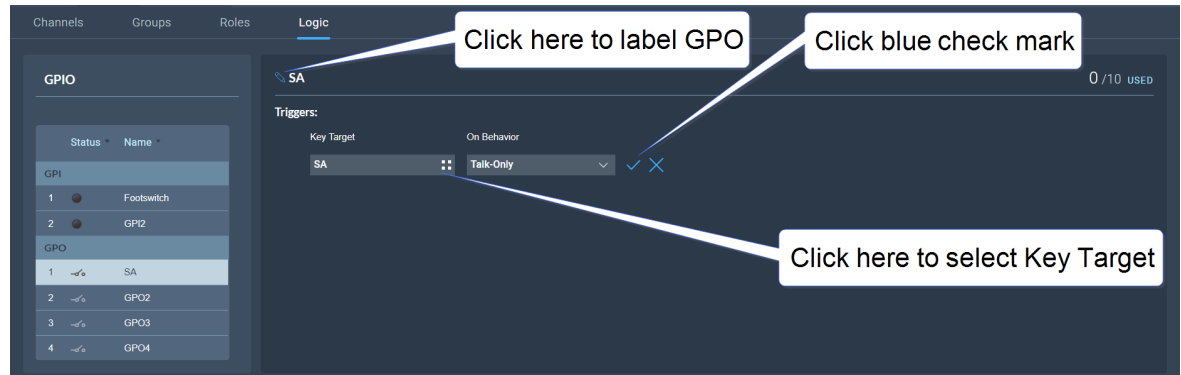 Channels Groups Roles Logic
Click here to label GPO
Click blue check mark
GPIO
SA
0 /10 USED
Triggers:
Key Target On Behavior
SA Talk-Only
Status Name
GPI
1 Footswitch
2 GPI2
GPO
1 SA
2 GPO2
3 GPO3
4 GPO4
Click here to select Key Target